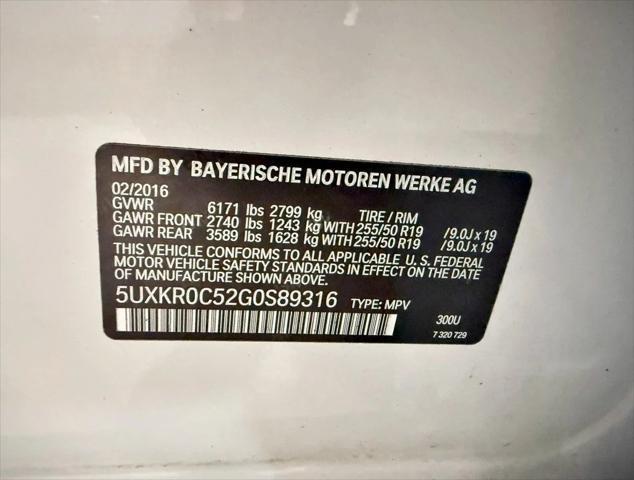 MFD BY BAYERISCHE MOTOREN WERKE AG
02/2016
GVWR 6171 lbs 2799 kg TIRE / RIM
GAWR FRONT 2740 lbs 1243 kg WITH 255/50 R19 /9.0J x 19
GAWR REAR 3589 lbs 1628 kg WITH 255/50 R19 /9.0J x 19
THIS VEHICLE CONFORMS TO ALL APPLICABLE U. S. FEDERAL
MOTOR VEHICLE SAFETY STANDARDS IN EFFECT ON THE DATE
OF MANUFACTURE SHOWN ABOVE.
5UXKR0C52G0S89316 TYPE: MPV
300U
7 320 729